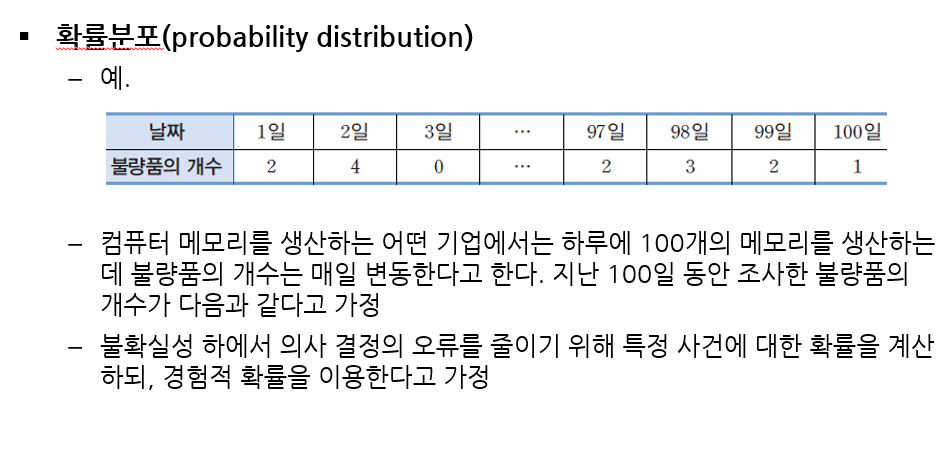 ▪ 확률분포(probability distribution)
– 예.
날짜 1일 2일 3일 … 97일 98일 99일 100일
불량품의 개수 2 4 0 … 2 3 2 1
– 컴퓨터 메모리를 생산하는 어떤 기업에서는 하루에 100개의 메모리를 생산하는
데 불량품의 개수는 매일 변동한다고 한다. 지난 100일 동안 조사한 불량품의
개수가 다음과 같다고 가정
– 불확실성 하에서 의사 결정의 오류를 줄이기 위해 특정 사건에 대한 확률을 계산
하되, 경험적 확률을 이용한다고 가정